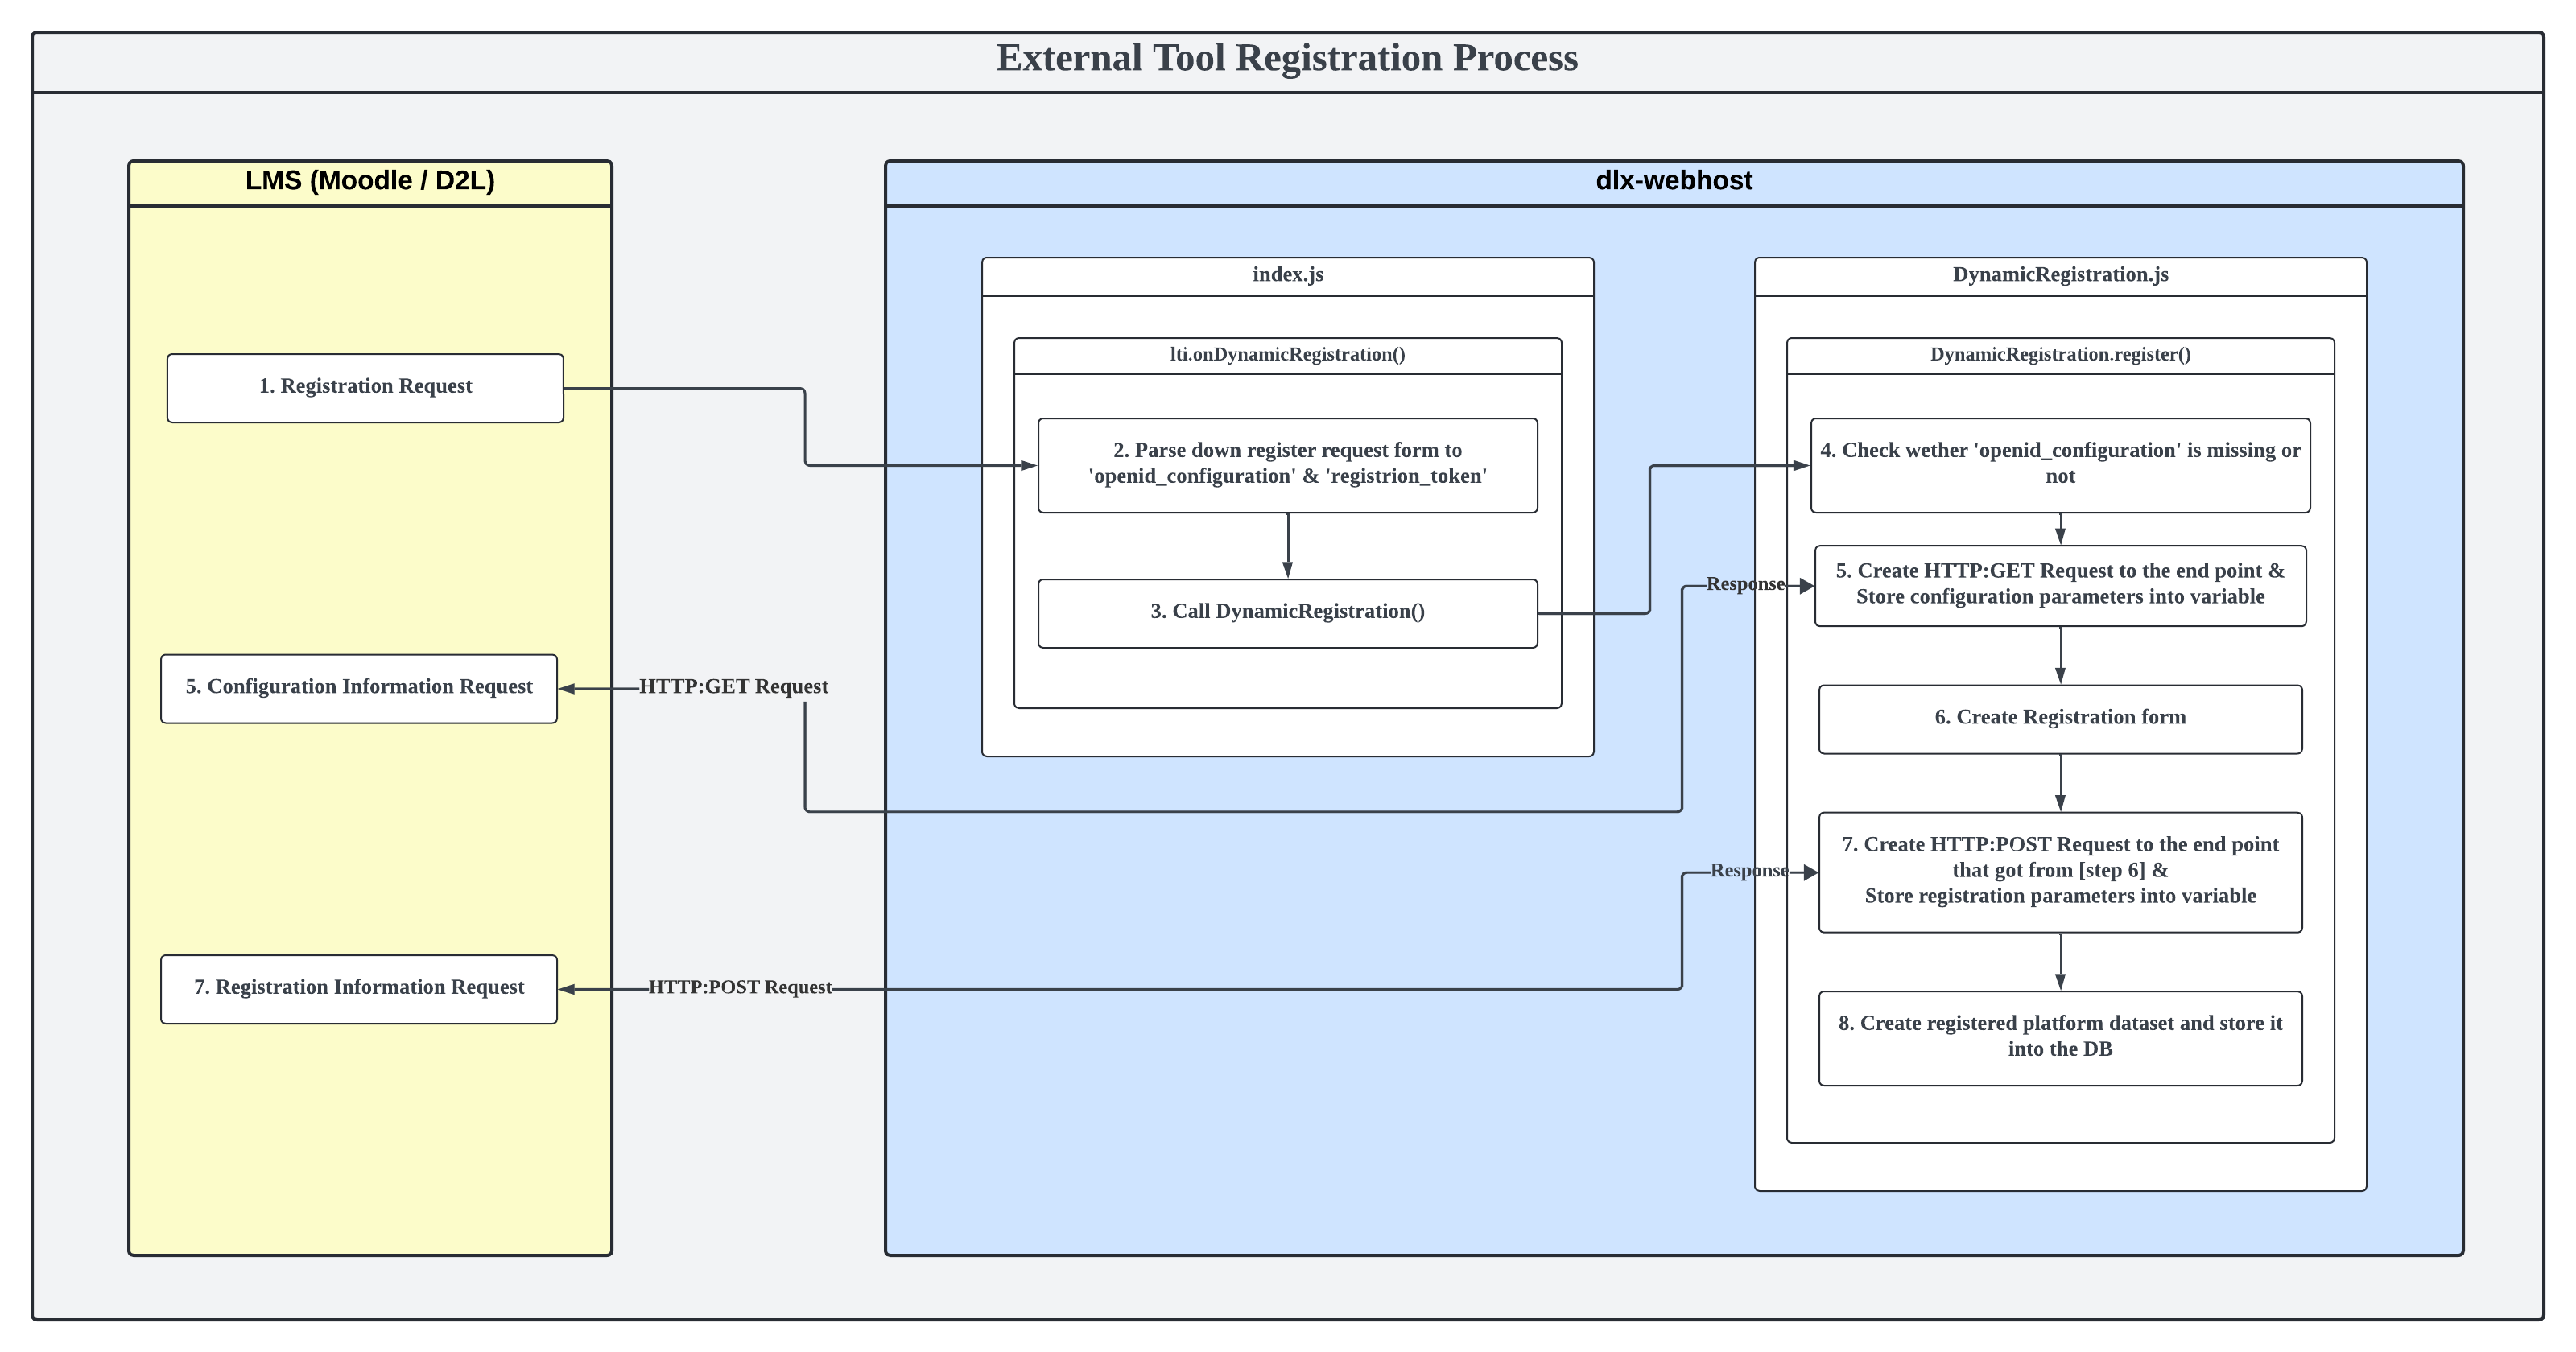 External Tool Registration Process
LMS (Moodle / D2L)
1. Registration Request
5. Configuration Information Request
7. Registration Information Request
HTTP:GET Request
HTTP:POST Request
dlx-webhost
index.js
lti.onDynamicRegistration()
2. Parse down register request form to
'openid_configuration' & 'registrion_token'
3. Call DynamicRegistration()
Response
Response
DynamicRegistration.js
DynamicRegistration.register()
4. Check wether 'openid_configuration' is missing or
not
5. Create HTTP:GET Request to the end point &
Store configuration parameters into variable
6. Create Registration form
7. Create HTTP:POST Request to the end point
that got from [step 6] &
Store registration parameters into variable
8. Create registered platform dataset and store it
into the DB